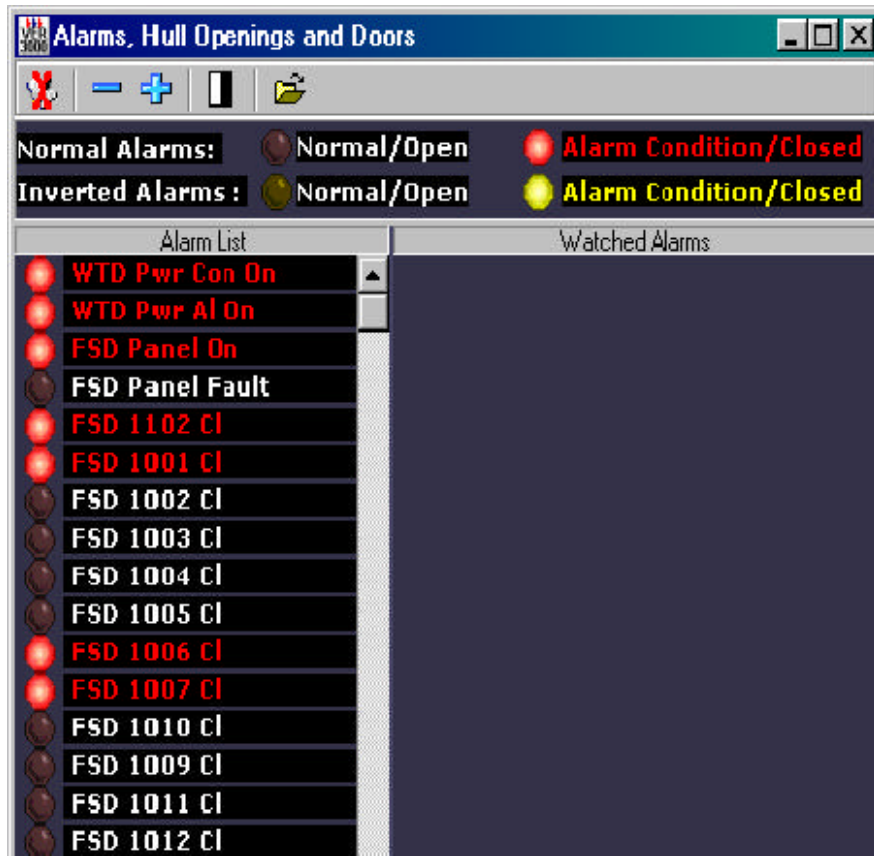 VER 3000 Alarms, Hull Openings and Doors
Normal Alarms: Normal/Open Alarm Condition/Closed
Inverted Alarms: Normal/Open Alarm Condition/Closed
Alarm List Watched Alarms
WTD Pwr Con On
WTD Pwr Al On
FSD Panel On
FSD Panel Fault
FSD 1102 Cl
FSD 1001 Cl
FSD 1002 Cl
FSD 1003 Cl
FSD 1004 Cl
FSD 1005 Cl
FSD 1006 Cl
FSD 1007 Cl
FSD 1010 Cl
FSD 1009 Cl
FSD 1011 Cl
FSD 1012 Cl